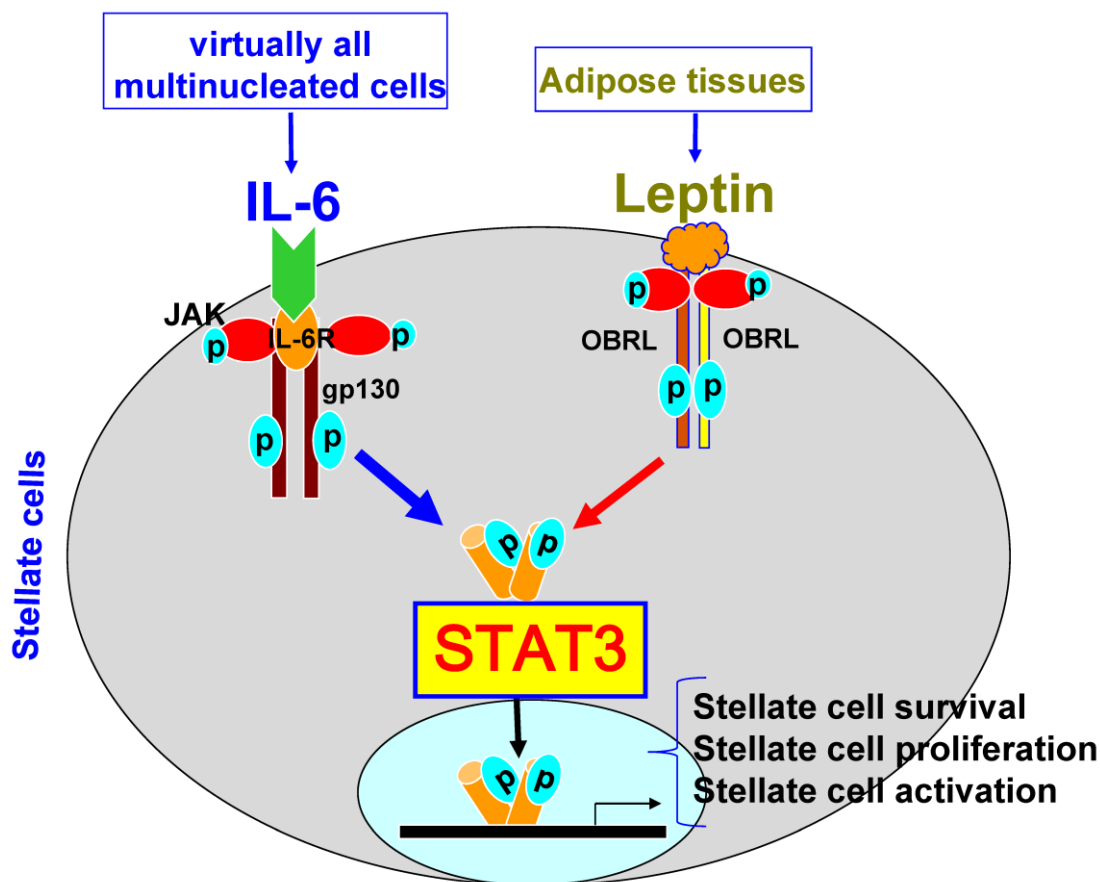 virtually all
multinucleated cells
Adipose tissues
IL-6
Leptin
JAK
p
IL-6R
p
p
p
gp130
OBRL
OBRL
p
p
p
p
Stellate cells
p
p
STAT3
p
p
Stellate cell survival
Stellate cell proliferation
Stellate cell activation